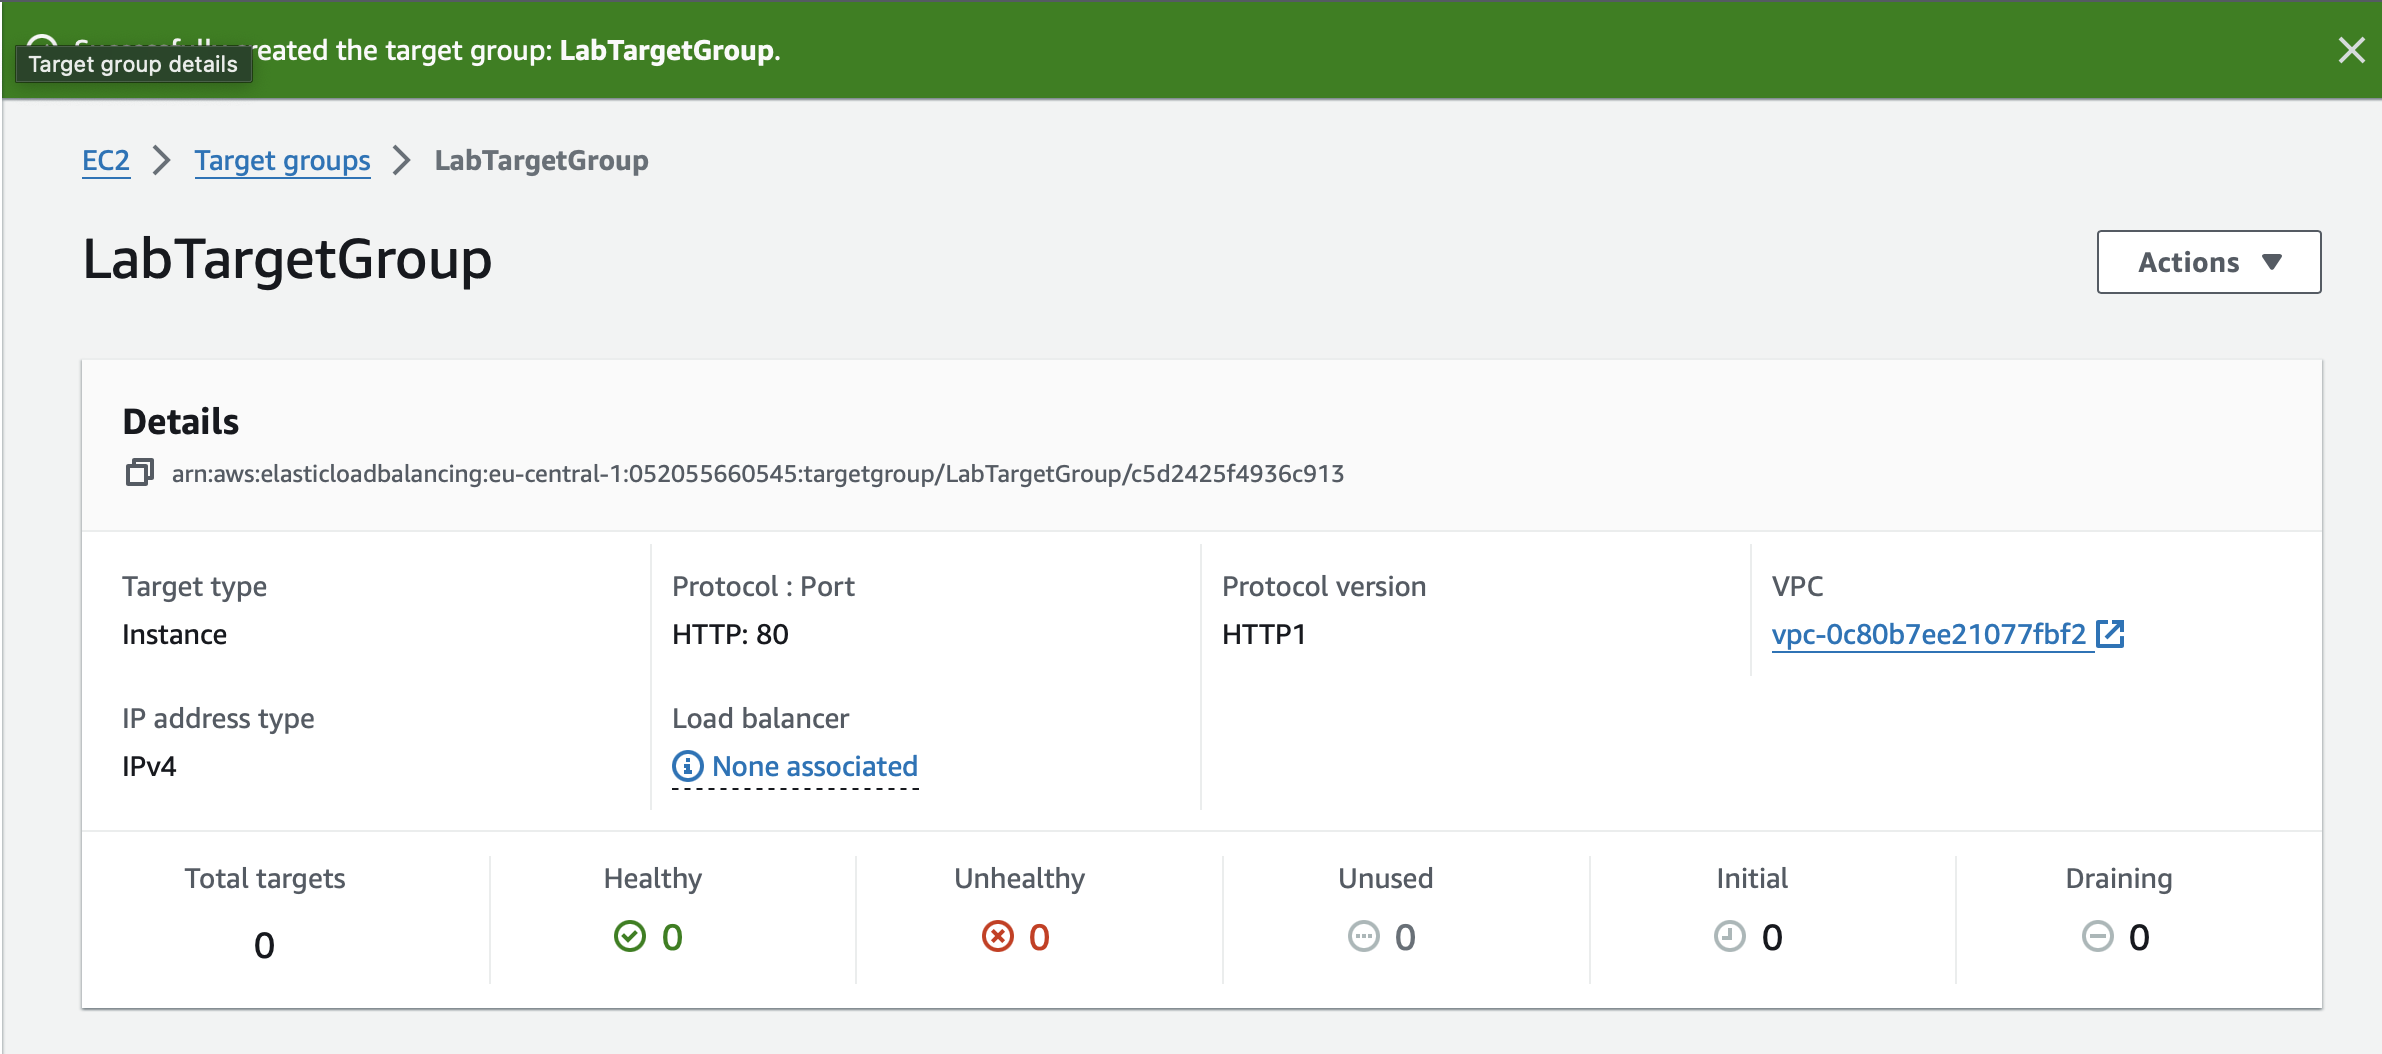 created the target group: LabTargetGroup.
Target group details
EC2 > Target groups > LabTargetGroup
LabTargetGroup
Actions
Details
arn:aws:elasticloadbalancing:eu-central-1:052055660545:targetgroup/LabTargetGroup/c5d2425f4936c913
Target type
Instance
Protocol : Port
HTTP: 80
Protocol version
HTTP1
VPC
vpc-0c80b7ee21077fbf2
IP address type
IPv4
Load balancer
None associated
Total targets
0
Healthy
0
Unhealthy
0
Unused
0
Initial
0
Draining
0